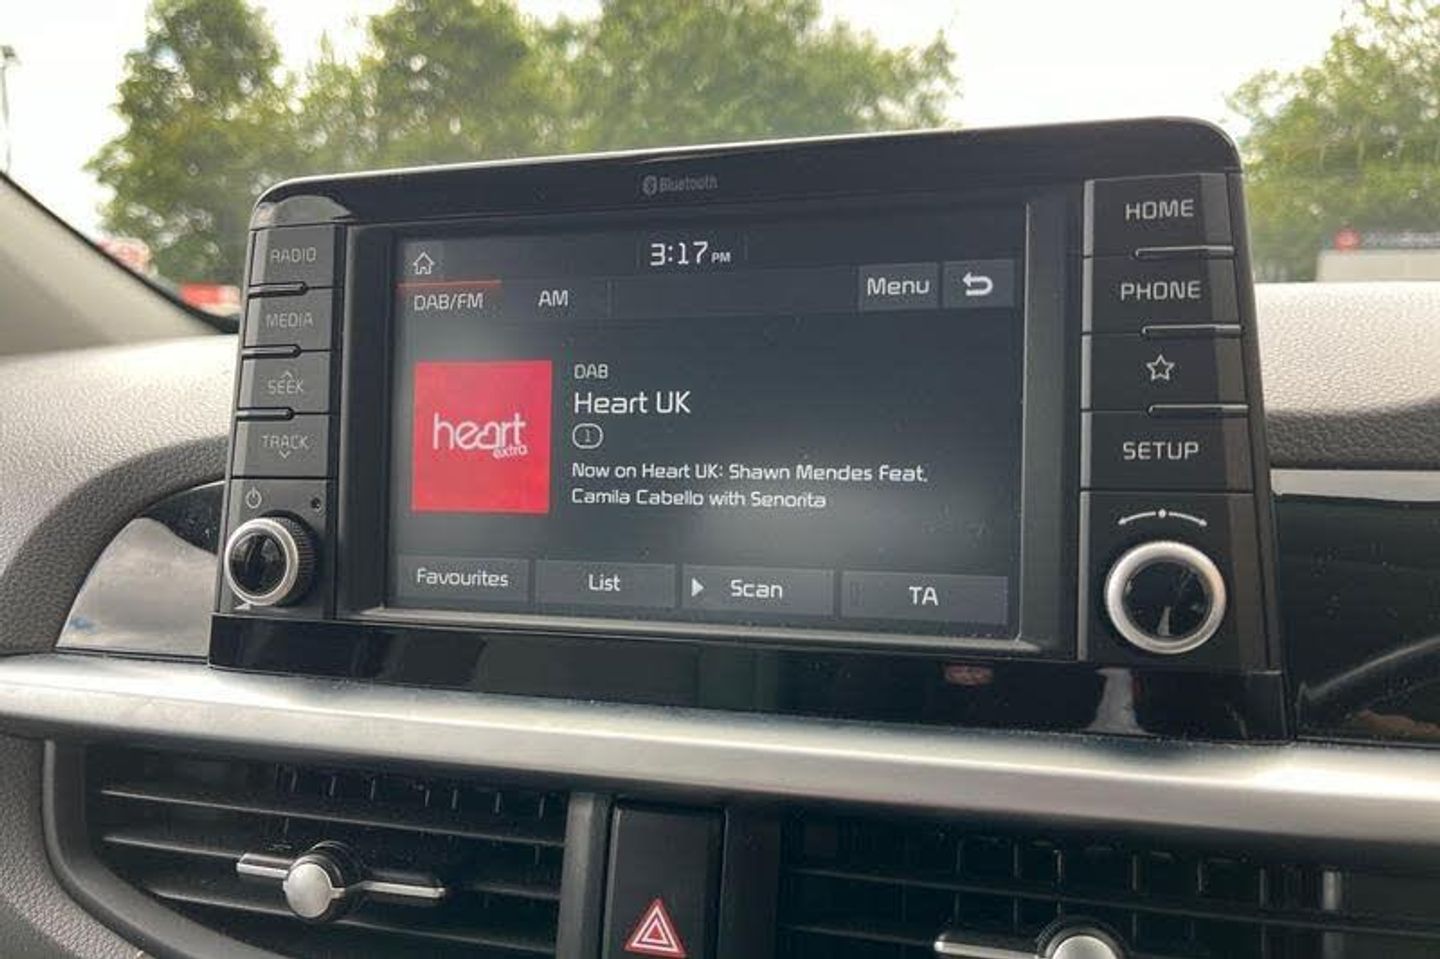 Bluetooth
RADIO
MEDIA
SEEK
TRACK
3:17 PM
DAB/FM
AM
Menu
heart
extra
DAB
Heart UK
1
Now on Heart UK: Shawn Mendes Feat.
Camila Cabello with Senorita
Favourites
List
Scan
TA
HOME
PHONE
SETUP